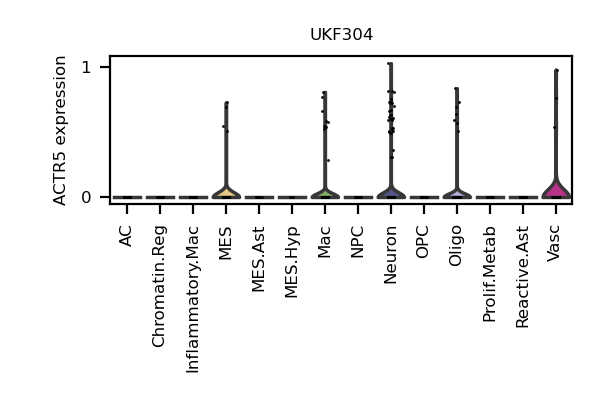 UKF304
ACTR5 expression
1
0
AC
Chromatin.Reg
Inflammatory.Mac
MES
MES.Ast
MES.Hyp
Mac
NPC
Neuron
OPC
Oligo
Prolif.Metab
Reactive.Ast
Vasc